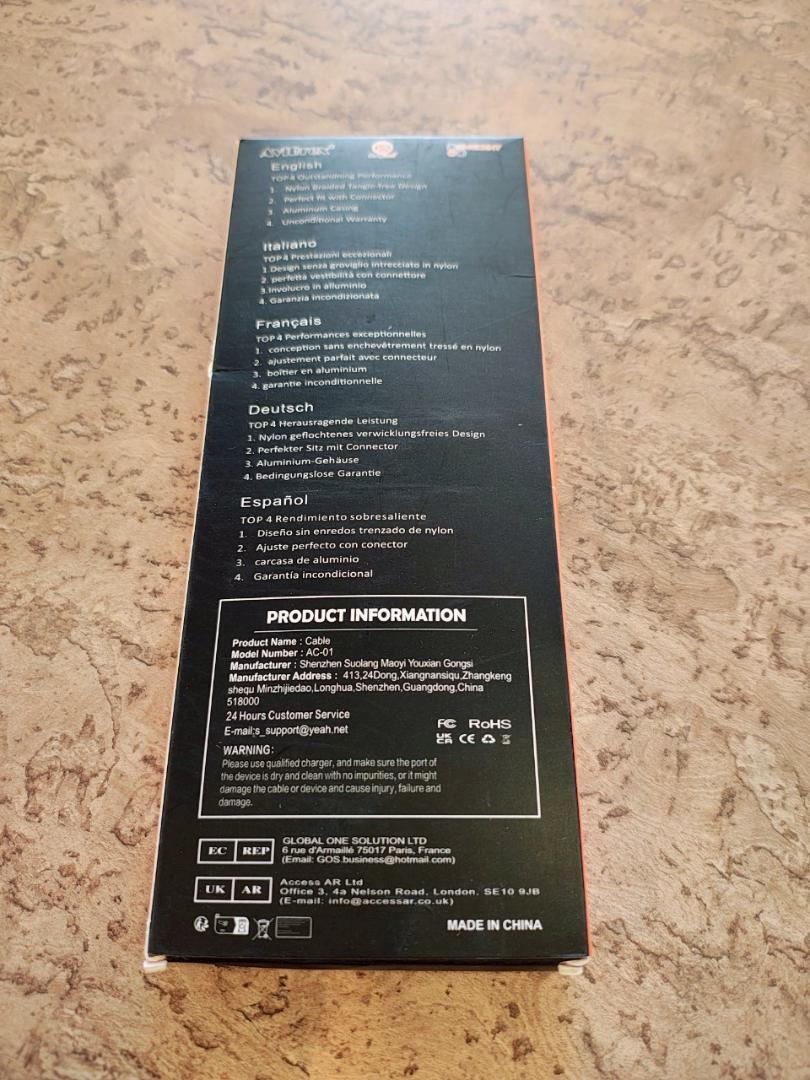 English
TOP 4 Outstandning Performance
1. Nylon Braided Tangle-free Design
2. Perfect fit with Connector
3. Aluminum Casing
4. Unconditional Warranty
Italiano
TOP 4 Prestazioni eccezionali
1.Design senza groviglio intrecciato in nylon
2. perfetta vestibilità con connettore
3.Involucro in alluminio
4. Garanzia incondizionata
Français
TOP 4 Performances exceptionnelles
1. conception sans enchevêtrement tressé en nylon
2. ajustement parfait avec connecteur
3. boîtier en aluminium
4. garantie inconditionnelle
Deutsch
TOP 4 Herausragende Leistung
1. Nylon geflochtenes verwicklungsfreies Design
2. Perfekter Sitz mit Connector
3. Aluminium-Gehäuse
4. Bedingungslose Garantie
Español
TOP 4 Rendimiento sobresaliente
1. Diseño sin enredos trenzado de nylon
2. Ajuste perfecto con conector
3. carcasa de aluminio
4. Garantía incondicional
PRODUCT INFORMATION
Product Name : Cable
Model Number : AC-01
Manufacturer : Shenzhen Suolang Maoyi Youxian Gongsi
Manufacturer Address : 413,24Dong,Xiangnansiqu,Zhangkeng
shequ Minzhijiedao,Longhua,Shenzhen,Guangdong,China
518000
24 Hours Customer Service
E-mail:s_support@yeah.net
FC RoHS
UK CA CE
WARNING:
Please use qualified charger, and make sure the port of
the device is dry and clean with no impurities, or it might
damage the cable or device and cause injury, failure and
damage.
EC REP
GLOBAL ONE SOLUTION LTD
6 rue d'Armaillé 75017 Paris, France
(Email: GOS.business@hotmail.com)
UK AR
Access AR Ltd
Office 3, 4a Nelson Road, London, SE10 9JB
(E-mail: info@accessar.co.uk)
MADE IN CHINA